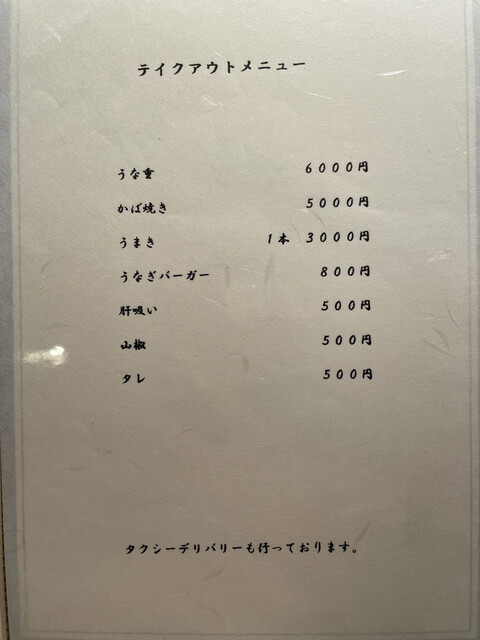 テイクアウトメニュー
うな重 6000円
かば焼き 5000円
うまき 1本 3000円
うなぎバーガー 800円
肝吸い 500円
山椒 500円
タレ 500円
タクシーデリバリーも行っております。